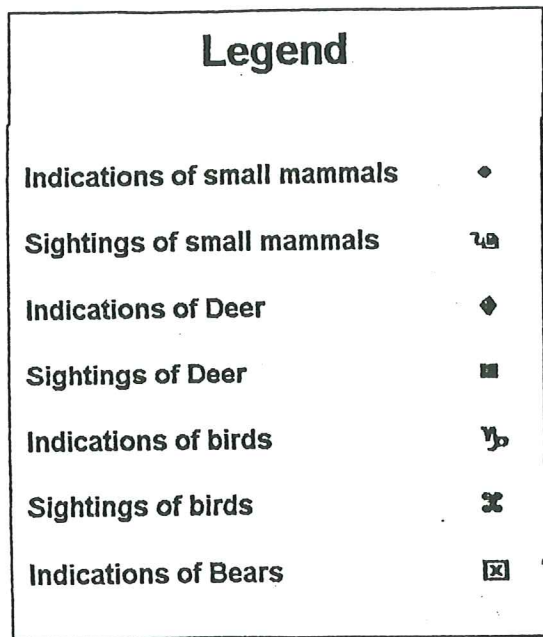 Legend
Indications of small mammals
Sightings of small mammals
Indications of Deer
Sightings of Deer
Indications of birds
Sightings of birds
Indications of Bears